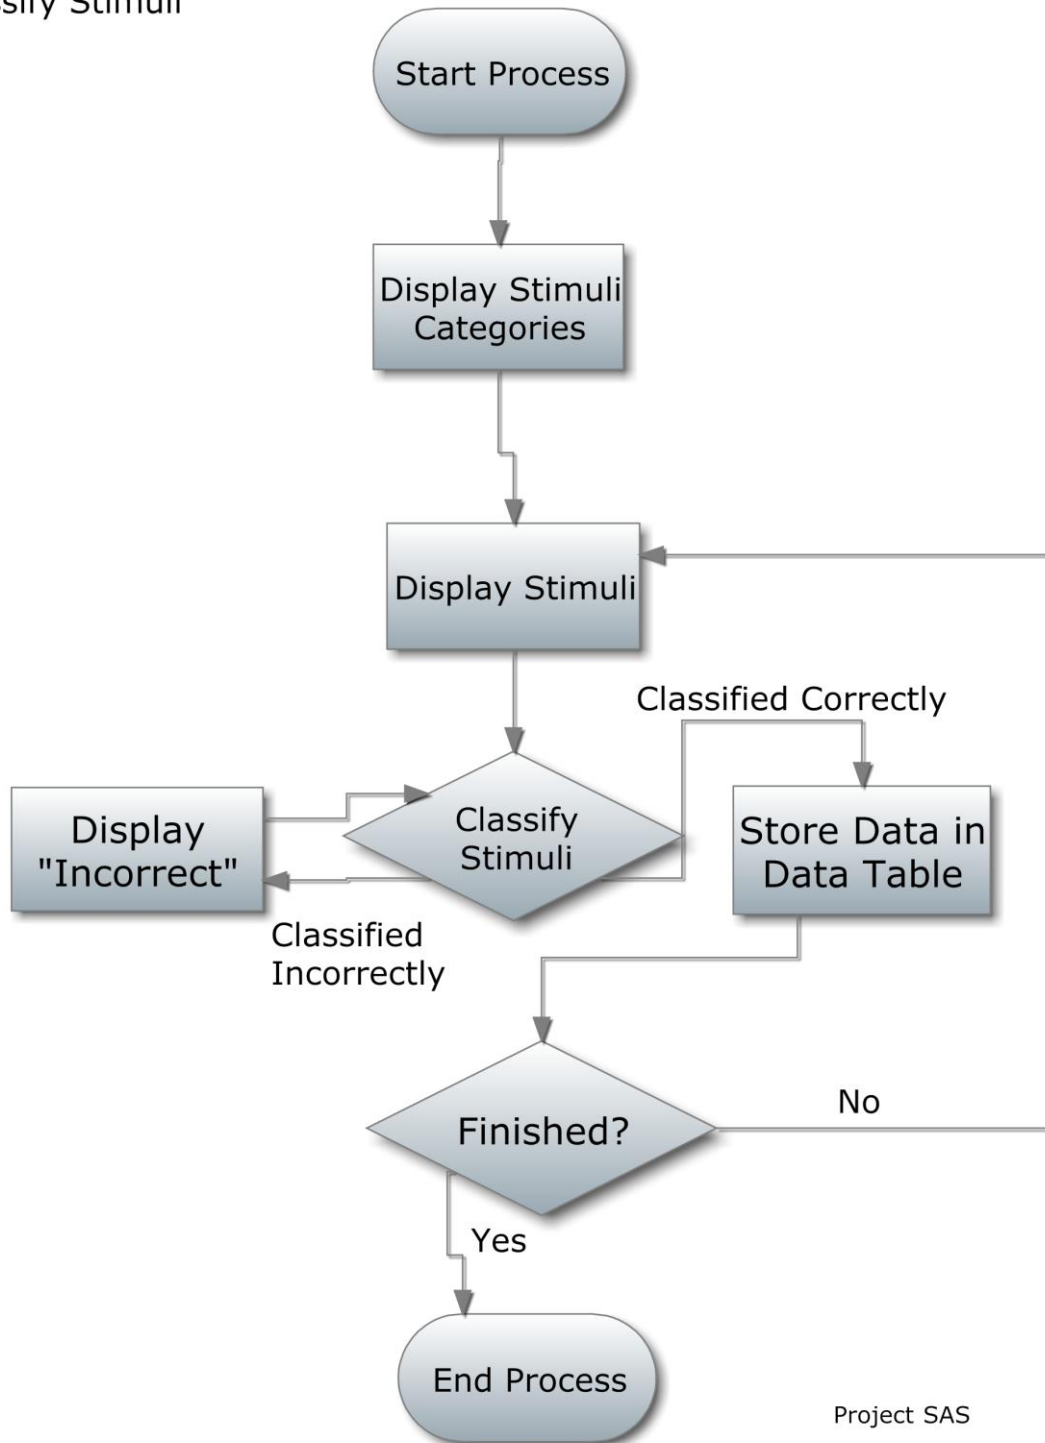 Stimuli
Start Process
Display Stimuli
Categories
Display Stimuli
Classified Correctly
Classify
Stimuli
Display
"Incorrect"
Store Data in
Data Table
Classified
Incorrectly
Finished?
No
Yes
End Process
Project SAS